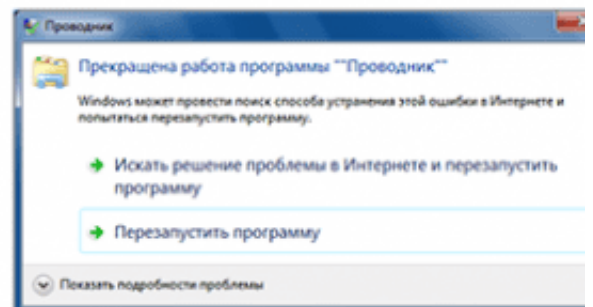 Проводник
Прекращена работа программы ""Проводник""
Windows может провести поиск способа устранения этой ошибки в Интернете и
попытаться перезапустить программу.
Искать решение проблемы в Интернете и перезапустить
программу
Перезапустить программу
Показать подробности проблемы